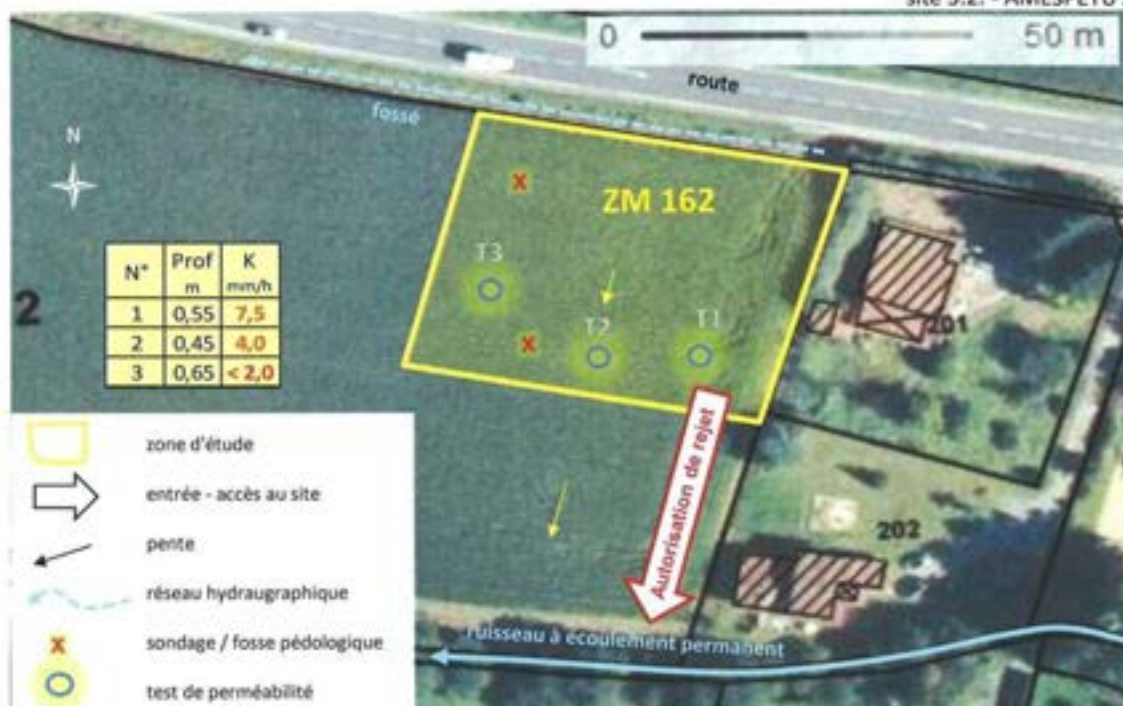 0 50 m
route
fossé
N
ZM 162
T3
T2
T1
N° Prof m K mm/h
1 0,55 7,5
2 0,45 4,0
3 0,65 < 2,0
2
201
202
Autorisation de rejet
ruisseau à écoulement permanent
zone d'étude
entrée - accès au site
pente
réseau hydraugraphique
sondage / fosse pédologique
test de perméabilité